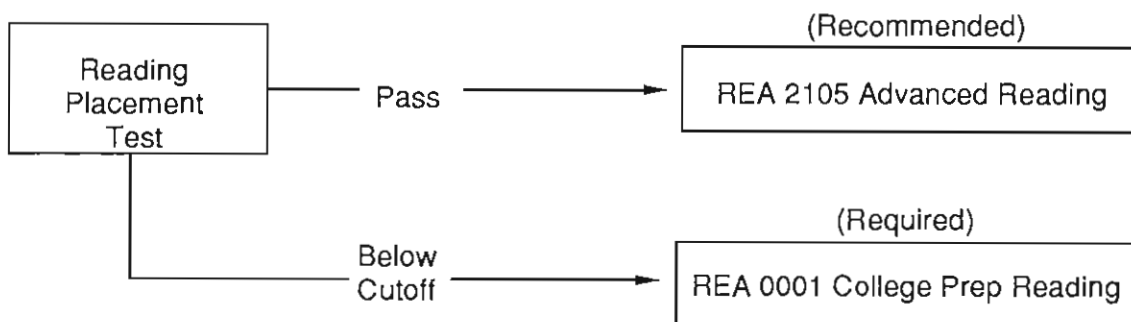 Reading
Placement
Test
Pass
(Recommended)
REA 2105 Advanced Reading
Below
Cutoff
(Required)
REA 0001 College Prep Reading